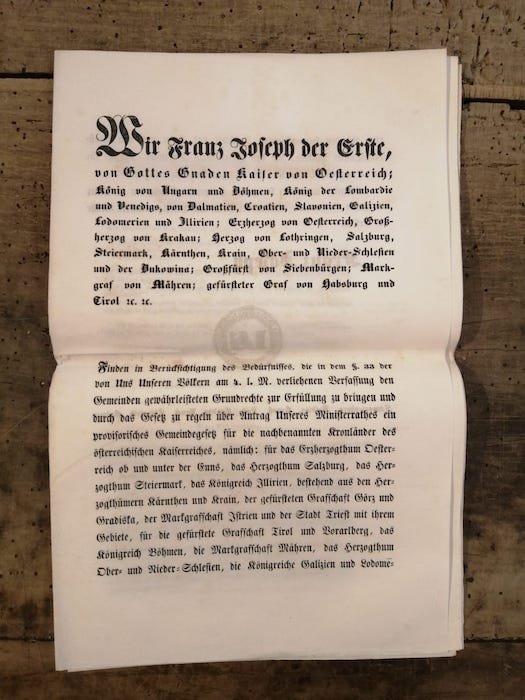 Wir Franz Joseph der Erste,
von Gottes Gnaden Kaiser von Oesterreich;
König von Ungarn und Böhmen, König der Lombardie
und Venedigs, von Dalmatien, Croatien, Slavonien, Galizien,
Lodomerien und Illirien; Erzherzog von Oesterreich, Groß-
herzog von Krakau; Herzog von Lothringen, Salzburg,
Steiermark, Kärnthen, Krain, Ober- und Nieder-Schlesien
und der Bukowina; Großfürst von Siebenbürgen; Mark-
graf von Mähren; gefürsteter Graf von Habsburg und
Tirol ꝛc. ꝛc.
Finden in Berücksichtigung des Bedürfnisses, die in dem §. 33 der
von Uns Unseren Völkern am 4. l. M. verliehenen Verfassung den
Gemeinden gewährleisteten Grundrechte zur Erfüllung zu bringen und
durch das Gesetz zu regeln über Antrag Unseres Ministerrathes ein
provisorisches Gemeindegesetz für die nachbenannten Kronländer des
österreichischen Kaiserreiches, nämlich: für das Erzherzogthum Oester-
reich ob und unter der Enns, das Herzogthum Salzburg, das Her-
zogthum Steiermark, das Königreich Illirien, bestehend aus den Her-
zogthümern Kärnthen und Krain, der gefürsteten Grafschaft Görz und
Gradiska, der Markgrafschaft Istrien und der Stadt Triest mit ihrem
Gebiete, für die gefürstete Grafschaft Tirol und Vorarlberg, das
Königreich Böhmen, die Markgrafschaft Mähren, das Herzogthum
Ober- und Nieder-Schlesien, die Königreiche Galizien und Lodome-